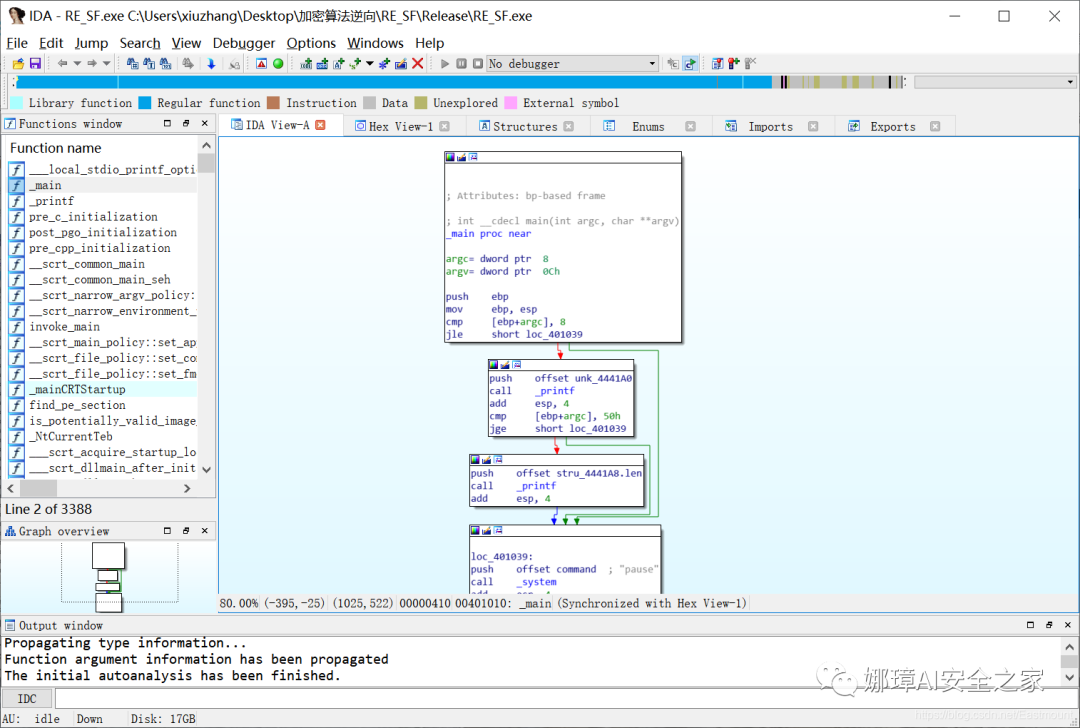 IDA - RE_SF.exe C:\Users\xiuzhang\Desktop\加密算法逆向\RE_SF\Release\RE_SF.exe
File Edit Jump Search View Debugger Options Windows Help
No debugger
Library function Regular function Instruction Data Unexplored External symbol
Functions window
IDA View-A Hex View-1 Structures Enums Imports Exports
Function name
___local_stdio_printf_opti
_main
_printf
pre_c_initialization
post_pgo_initialization
pre_cpp_initialization
__scrt_common_main
__scrt_common_main_seh
__scrt_narrow_argv_policy:
__scrt_narrow_environment_
invoke_main
__scrt_main_policy::set_ap
__scrt_file_policy::set_co
__scrt_file_policy::set_fm
_mainCRTStartup
find_pe_section
is_potentially_valid_image_
_NtCurrentTeb
___scrt_acquire_startup_lo
___scrt_dllmain_after_init
Line 2 of 3388
Graph overview
; Attributes: bp-based frame
; int __cdecl main(int argc, char **argv)
_main proc near
argc= dword ptr 8
argv= dword ptr 0Ch
push ebp
mov ebp, esp
cmp [ebp+argc], 8
jle short loc_401039
push offset unk_4441A0
call _printf
add esp, 4
cmp [ebp+argc], 50h
jge short loc_401039
push offset stru_4441A8.len
call _printf
add esp, 4
loc_401039:
push offset command ; "pause"
call _system
80.00% (-395,-25) (1025,522) 00000410 00401010: _main (Synchronized with Hex View-1)
Output window
Propagating type information...
Function argument information has been propagated
The initial autoanalysis has been finished.
IDC
AU: idle Down Disk: 17GB
娜璋AI安全之家
https://blog.csdn.net/Eastmount